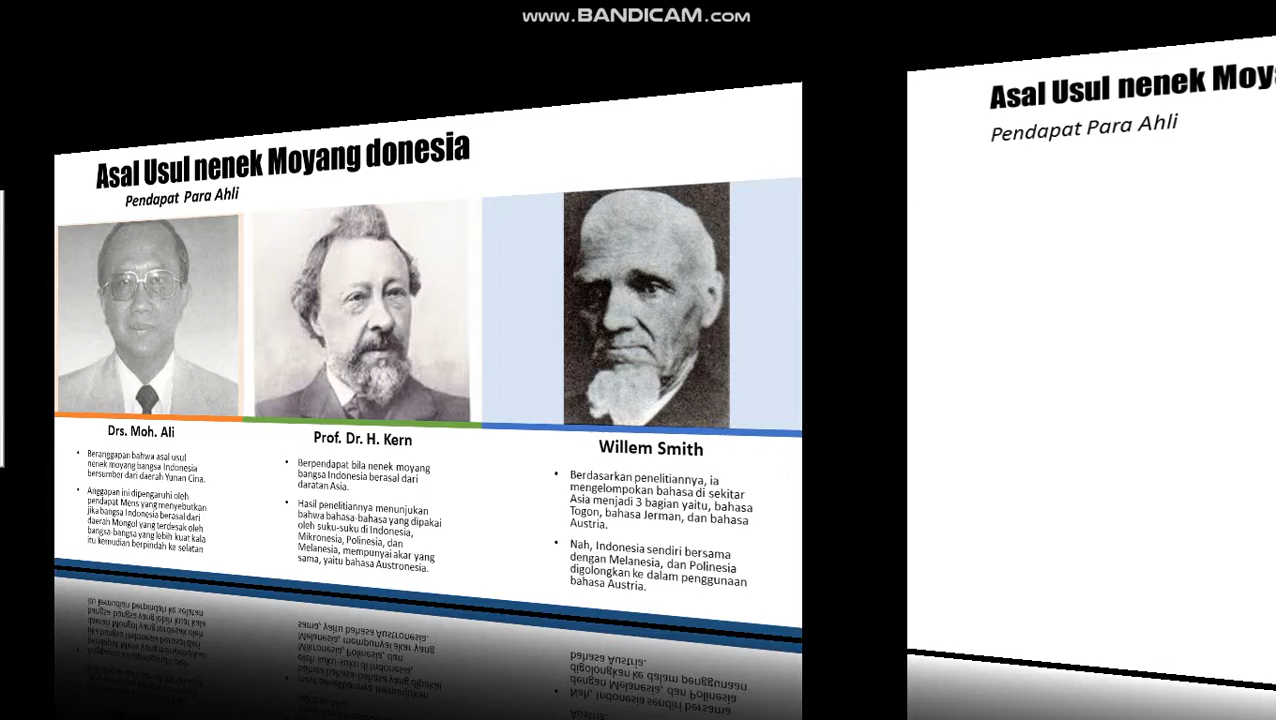 www.BANDICAM.com
Asal Usul nenek Moyang donesia
Pendapat Para Ahli
Drs. Moh. Ali
• Beranggapan bahwa asal usul
nenek moyang bangsa Indonesia
bersumber dari daerah Yunan Cina.
• Anggapan ini dipengaruhi oleh
pendapat Mens yang menyebutkan
jika bangsa Indonesia berasal dari
daerah Mongol yang terdesak oleh
bangsa-bangsa yang lebih kuat kala
itu kemudian berpindah ke selatan
Prof. Dr. H. Kern
• Berpendapat bila nenek moyang
bangsa Indonesia berasal dari
daratan Asia.
• Hasil penelitiannya menunjukan
bahwa bahasa-bahasa yang dipakai
oleh suku-suku di Indonesia,
Mikronesia, Polinesia, dan
Melanesia, mempunyai akar yang
sama, yaitu bahasa Austronesia.
Willem Smith
• Berdasarkan penelitiannya, ia
mengelompokan bahasa di sekitar
Asia menjadi 3 bagian yaitu, bahasa
Togon, bahasa Jerman, dan bahasa
Austria.
• Nah, Indonesia sendiri bersama
dengan Melanesia, dan Polinesia
digolongkan ke dalam penggunaan
bahasa Austria.
Asal Usul nenek Moya
Pendapat Para Ahli